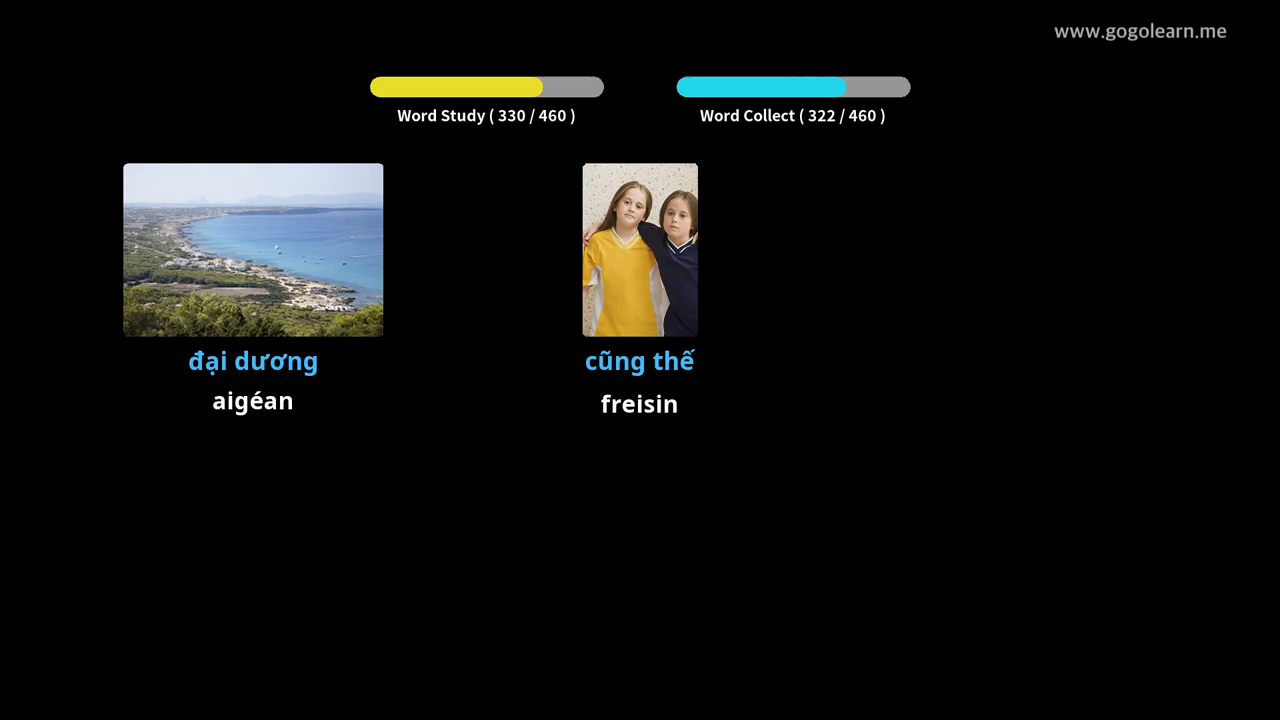 www.gogolearn.me
Word Study ( 330 / 460 )
Word Collect ( 322 / 460 )
đại dương
aigéan
cũng thế
freisin